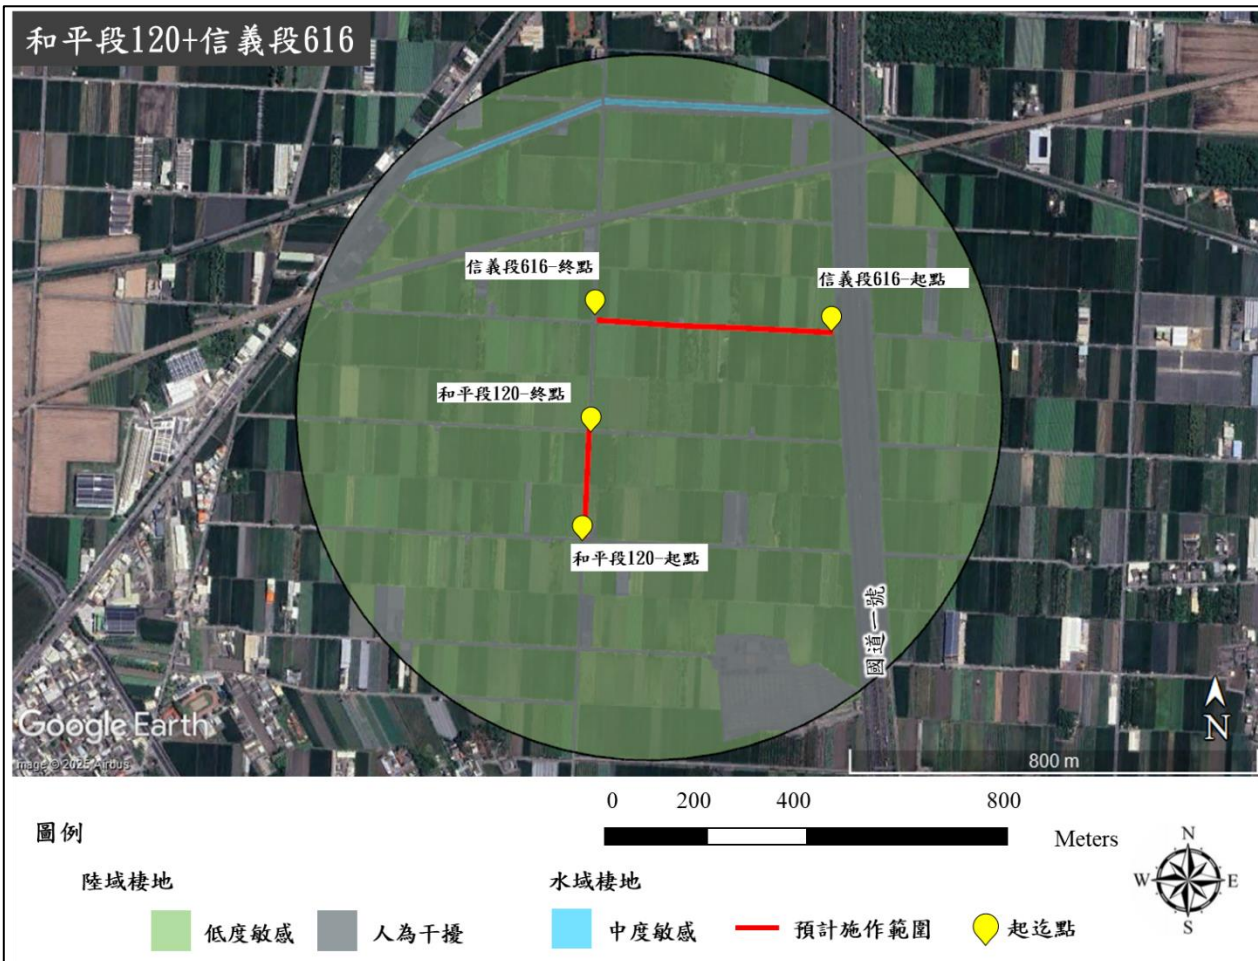 和平段120+信義段616
信義段616-終點
信義段616-起點
和平段120-終點
和平段120-起點
國道一號
Google Earth
Image © 2025 Airbus
N
800 m
0 200 400 800
Meters
圖例
陸域棲地
水域棲地
低度敏感
人為干擾
中度敏感
預計施作範圍
起迄點
N
W
E
S